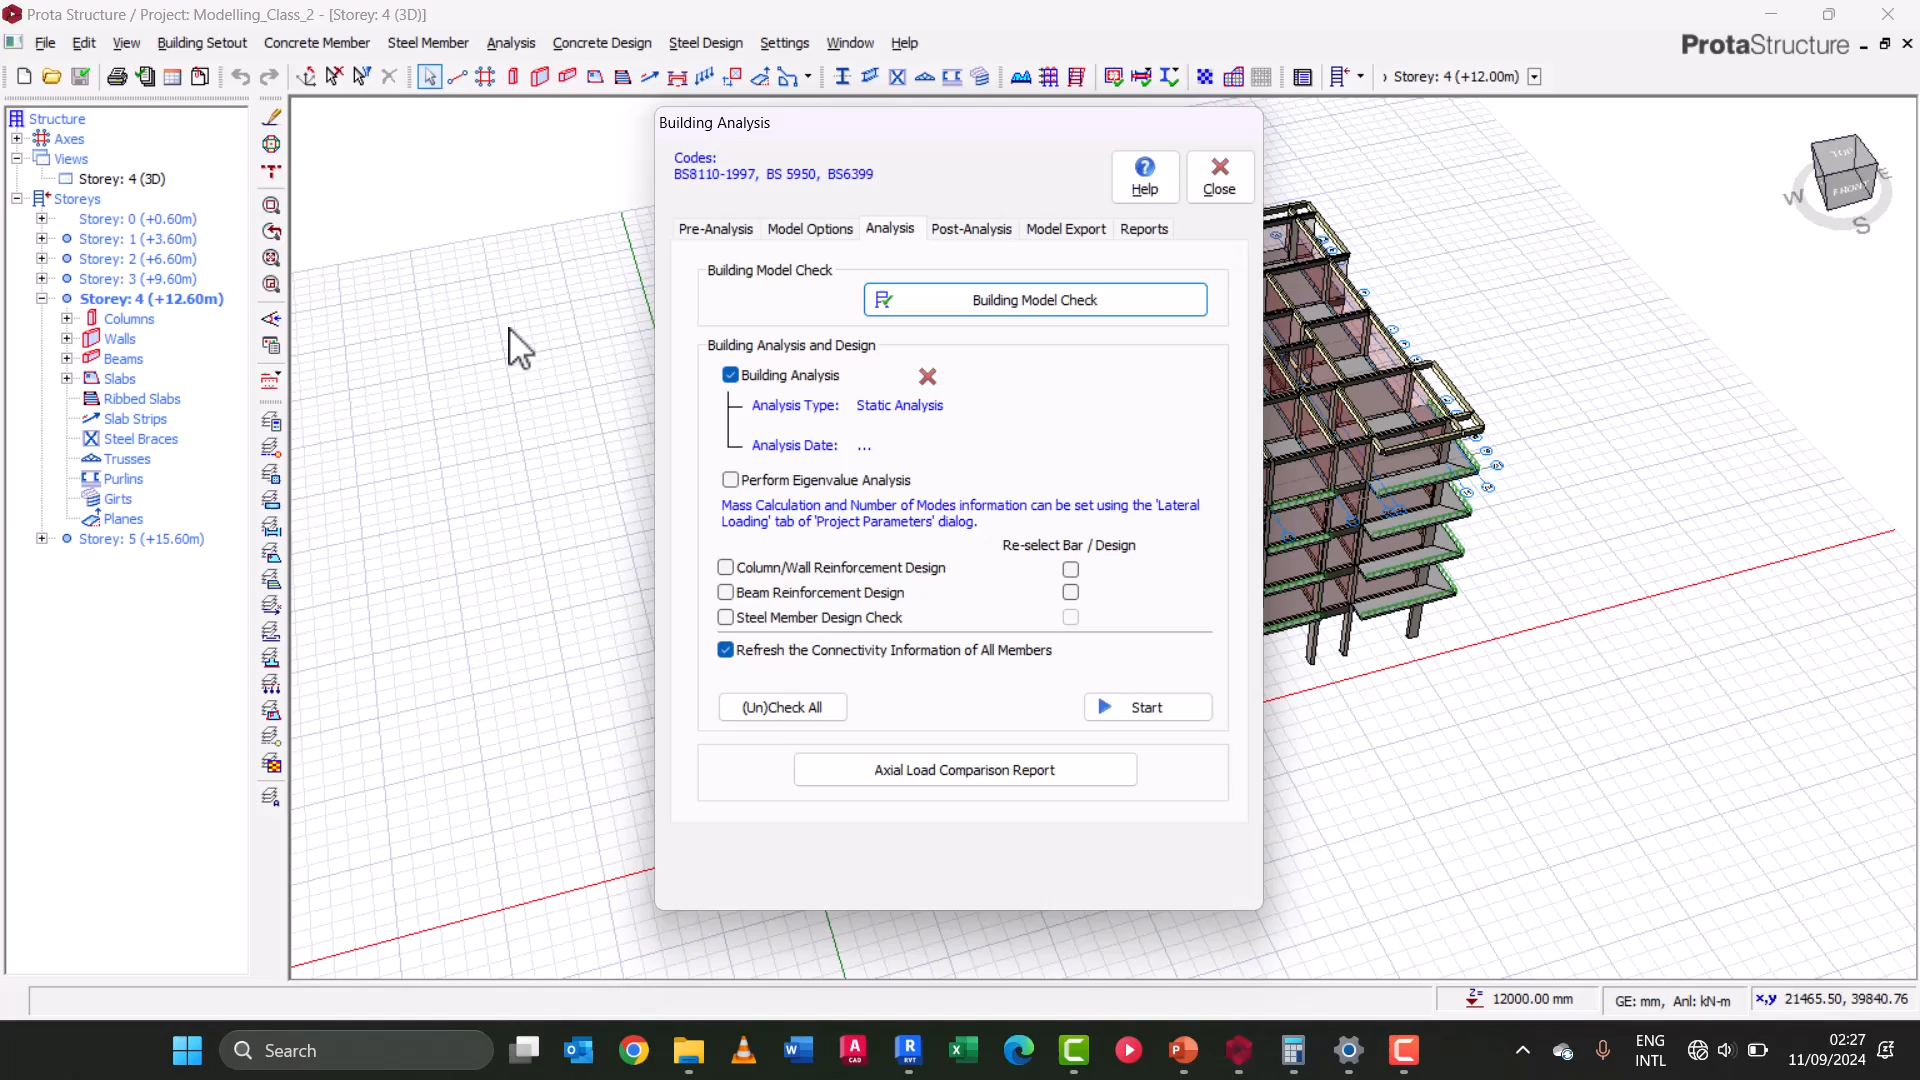 Prota Structure / Project: Modelling_Class_2 - [Storey: 4 (3D)]
File Edit View Building Setout Concrete Member Steel Member Analysis Concrete Design Steel Design Settings Window Help
ProtaStructure
Storey: 4 (+12.00m)
Structure
Axes
Views
Storey: 4 (3D)
Storeys
Storey: 0 (+0.60m)
Storey: 1 (+3.60m)
Storey: 2 (+6.60m)
Storey: 3 (+9.60m)
Storey: 4 (+12.60m)
Columns
Walls
Beams
Slabs
Ribbed Slabs
Slab Strips
Steel Braces
Trusses
Purlins
Girts
Planes
Storey: 5 (+15.60m)
Building Analysis
Codes:
BS8110-1997, BS 5950, BS6399
Help
Close
Pre-Analysis Model Options Analysis Post-Analysis Model Export Reports
Building Model Check
Building Model Check
Building Analysis and Design
Building Analysis
Analysis Type: Static Analysis
Analysis Date: ...
Perform Eigenvalue Analysis
Mass Calculation and Number of Modes information can be set using the 'Lateral
Loading' tab of 'Project Parameters' dialog.
Re-select Bar / Design
Column/Wall Reinforcement Design
Beam Reinforcement Design
Steel Member Design Check
Refresh the Connectivity Information of All Members
(Un)Check All
Start
Axial Load Comparison Report
TOP
FRONT
W
E
S
Z=
12000.00 mm
GE: mm, Anl: kN-m
x,y 21465.50, 39840.76
Search
ENG
INTL
02:27
11/09/2024